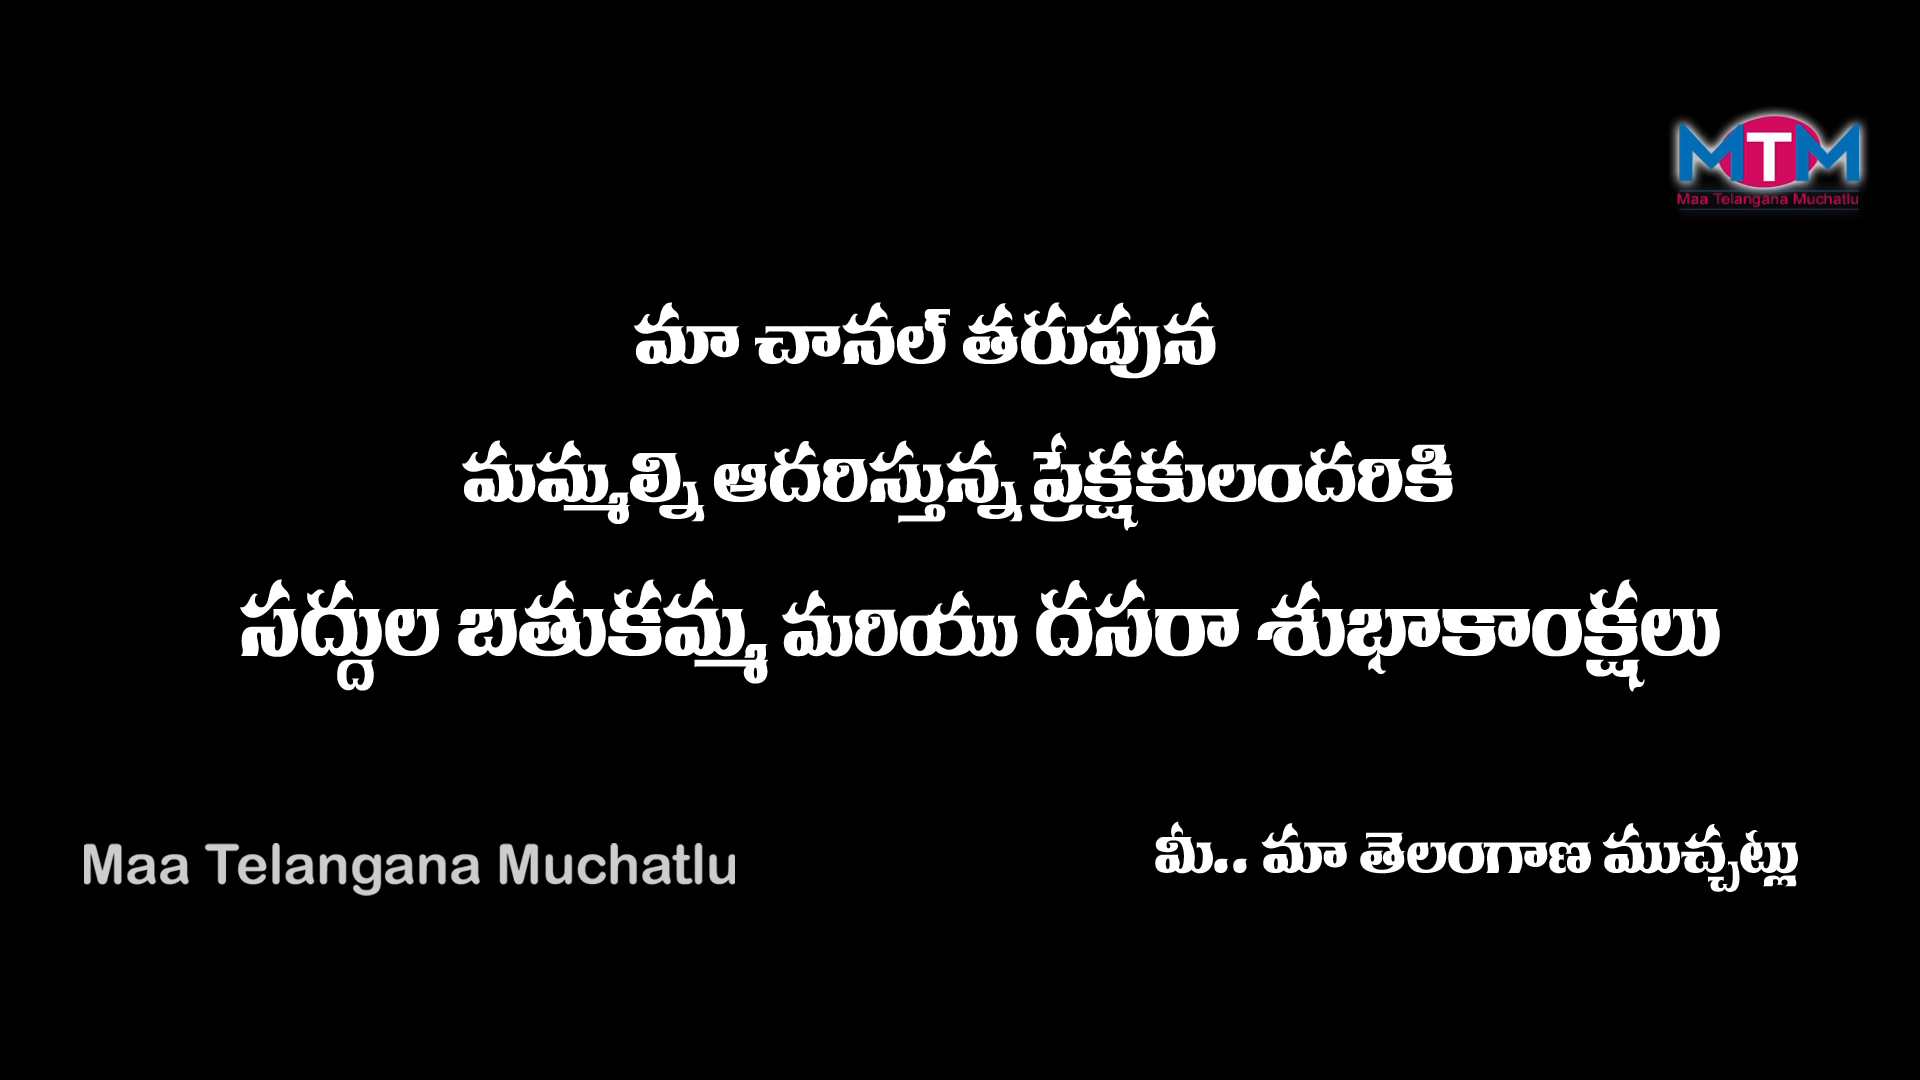 MTM
Maa Telangana Muchatlu
మా చానల్ తరుపున
మమ్మల్ని ఆదరిస్తున్న ప్రేక్షకులందరికి
సద్దుల బతుకమ్మ మరియు దసరా శుభాకాంక్షలు
Maa Telangana Muchatlu
మీ.. మా తెలంగాణ ముచ్చట్లు